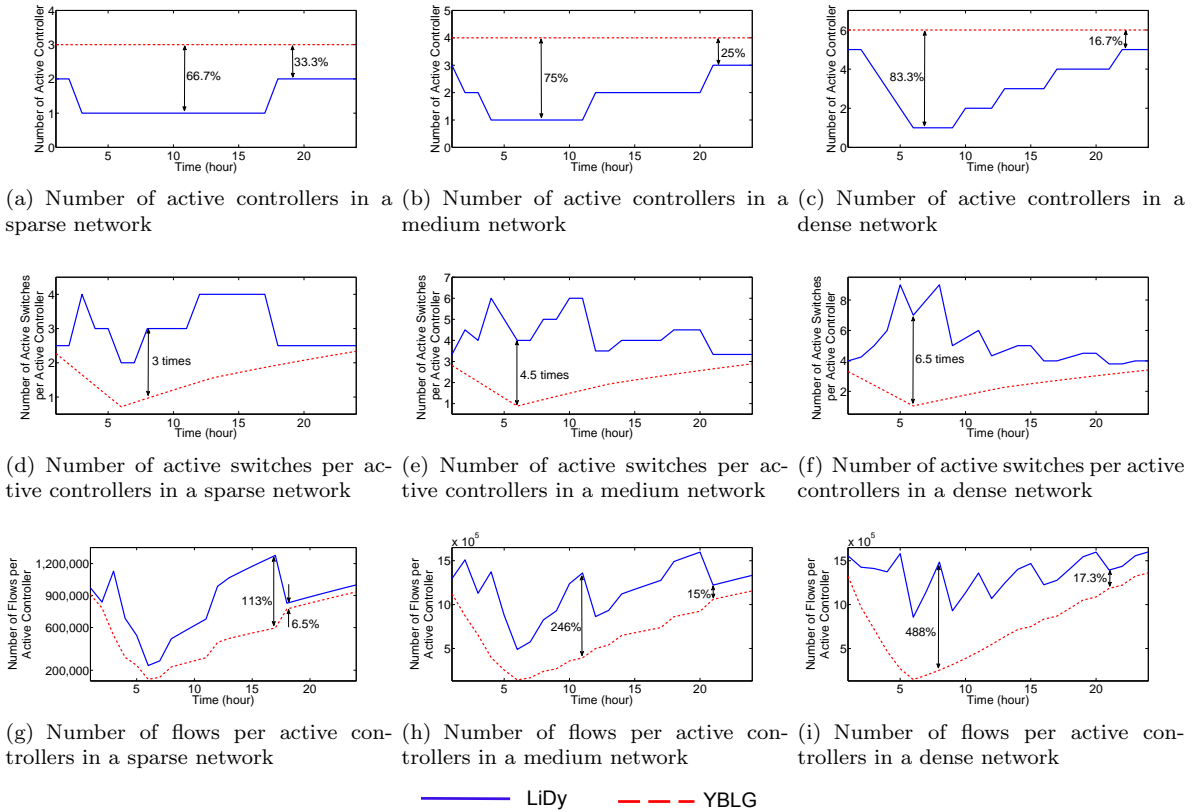 4
3
2
1
0
Number of Active Controller
66.7%
33.3%
5
10
15
20
Time (hour)
5
4
3
2
1
0
Number of Active Controller
75%
25%
5
10
15
20
Time (hour)
6
4
2
0
Number of Active Controller
83.3%
16.7%
5
10
15
20
Time (hour)
(a) Number of active controllers in a
sparse network
(b) Number of active controllers in a
medium network
(c) Number of active controllers in a
dense network
4
3
2
1
Number of Active Switches
per Active Controller
3 times
5
10
15
20
Time (hour)
7
6
5
4
3
2
1
Number of Active Switches
per Active Controller
4.5 times
5
10
15
20
Time (hour)
8
6
4
2
Number of Active Switches
per Active Controller
6.5 times
5
10
15
20
Time (hour)
(d) Number of active switches per ac-
tive controllers in a sparse network
(e) Number of active switches per ac-
tive controllers in a medium network
(f) Number of active switches per active
controllers in a dense network
1,200,000
900,000
600,000
200,000
Number of Flows per
Active Controller
113%
6.5%
5
10
15
20
Time (hour)
x 10^5
15
10
5
Number of Flows per
Active Controller
246%
15%
5
10
15
20
Time (hour)
x 10^5
15
10
5
Number of Flows per
Active Controller
488%
17.3%
5
10
15
20
Time (hour)
(g) Number of flows per active con-
trollers in a sparse network
(h) Number of flows per active con-
trollers in a medium network
(i) Number of flows per active con-
trollers in a dense network
LiDy
YBLG